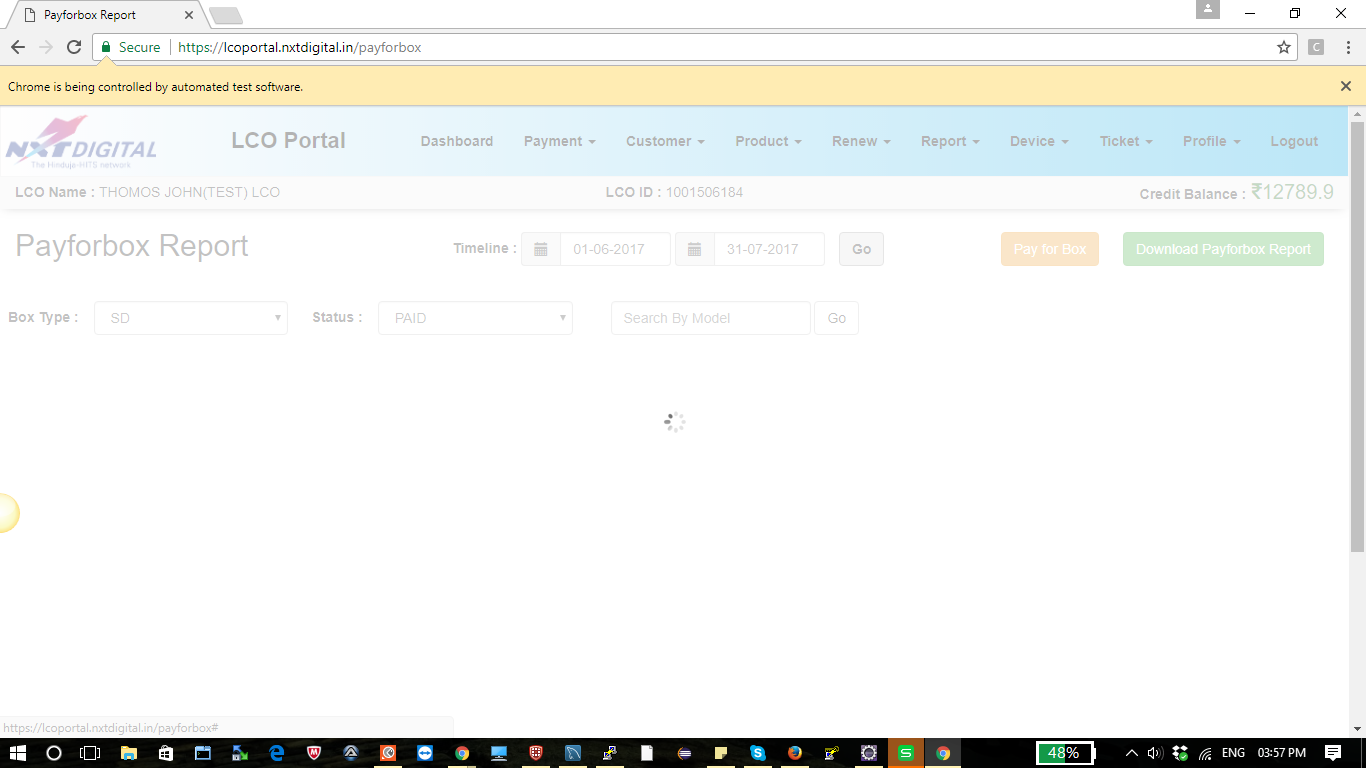 Payforbox Report
Secure https://lcoportal.nxtdigital.in/payforbox
C
Chrome is being controlled by automated test software.
NXTDIGITAL
The Hinduja-HITS network
LCO Portal Dashboard Payment Customer Product Renew Report Device Ticket Profile Logout
LCO Name : THOMOS JOHN(TEST) LCO LCO ID : 1001506184 Credit Balance : ₹12789.9
Payforbox Report Timeline : 01-06-2017 31-07-2017 Go Pay for Box Download Payforbox Report
Box Type : SD Status : PAID Search By Model Go
https://lcoportal.nxtdigital.in/payforbox#
48% ENG 03:57 PM